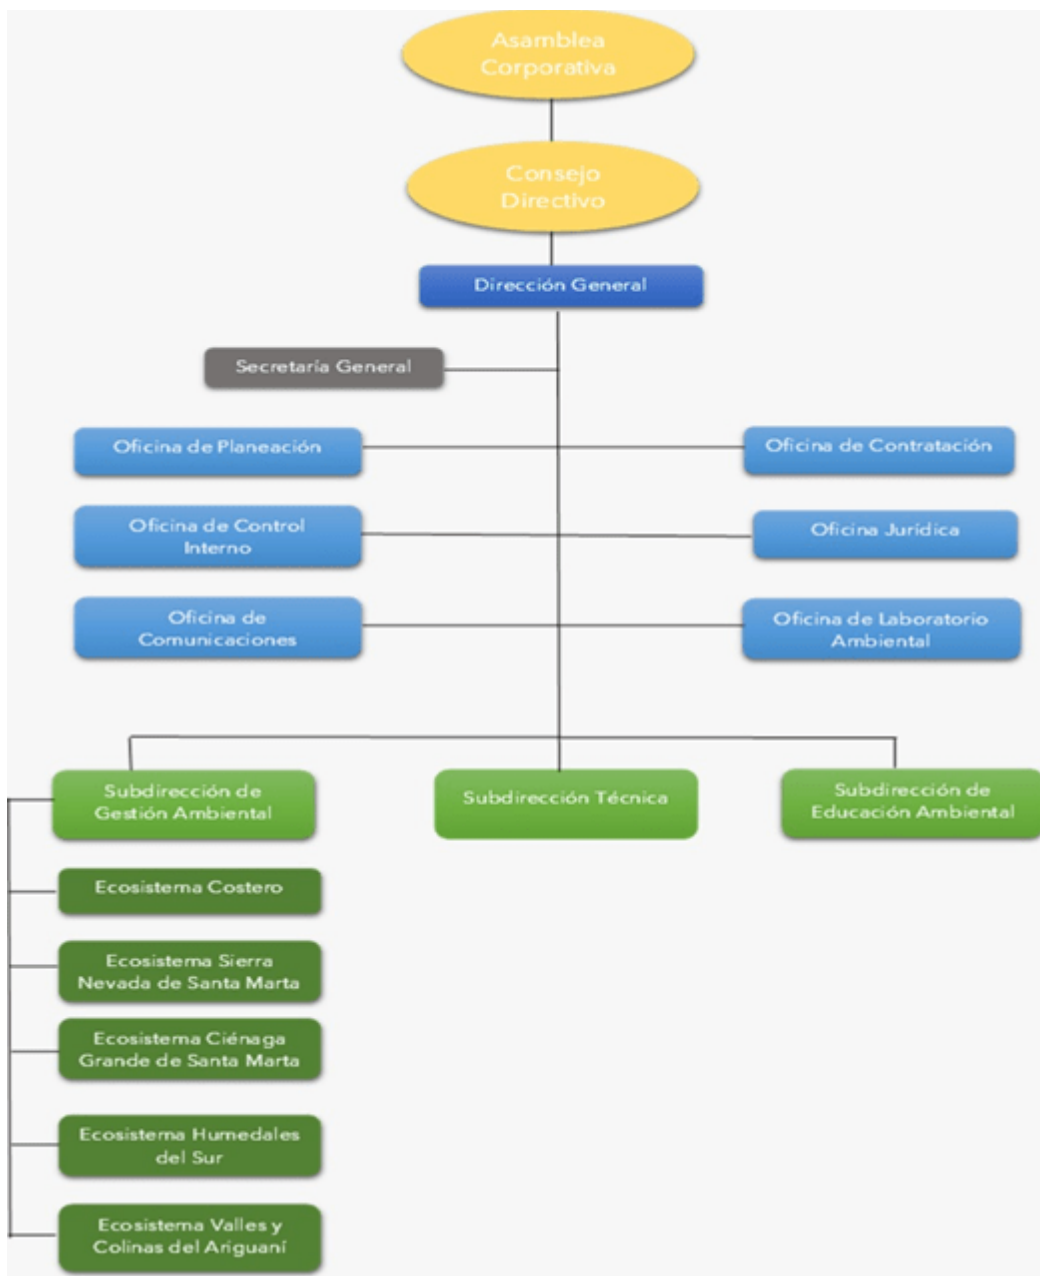 Asamblea
Corporativa
Consejo
Directivo
Dirección General
Secretaría General
Oficina de Planeación
Oficina de Contratación
Oficina de Control
Interno
Oficina Jurídica
Oficina de
Comunicaciones
Oficina de Laboratorio
Ambiental
Subdirección de
Gestión Ambiental
Subdirección Técnica
Subdirección de
Educación Ambiental
Ecosistema Costero
Ecosistema Sierra
Nevada de Santa Marta
Ecosistema Ciénaga
Grande de Santa Marta
Ecosistema Humedales
del Sur
Ecosistema Valles y
Colinas del Ariguaní